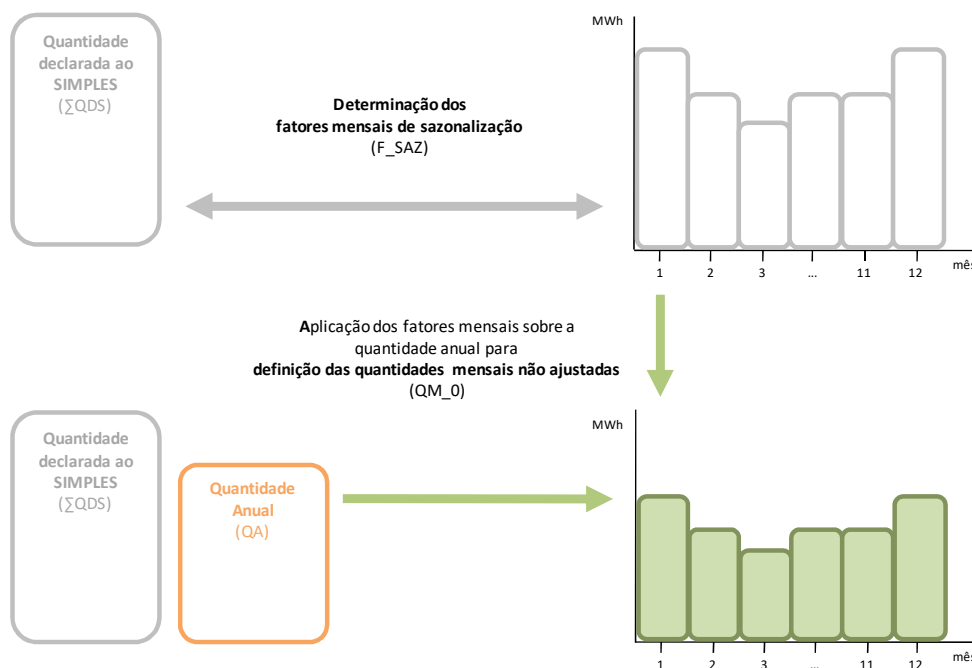 Quantidade
declarada ao
SIMPLES
(∑QDS)
Determinação dos
fatores mensais de sazonalização
(F_SAZ)
MWh
1 2 3 ... 11 12 mês
Aplicação dos fatores mensais sobre a
quantidade anual para
definição das quantidades mensais não ajustadas
(QM_0)
Quantidade
declarada ao
SIMPLES
(∑QDS)
Quantidade
Anual
(QA)
MWh
1 2 3 ... 11 12 mês